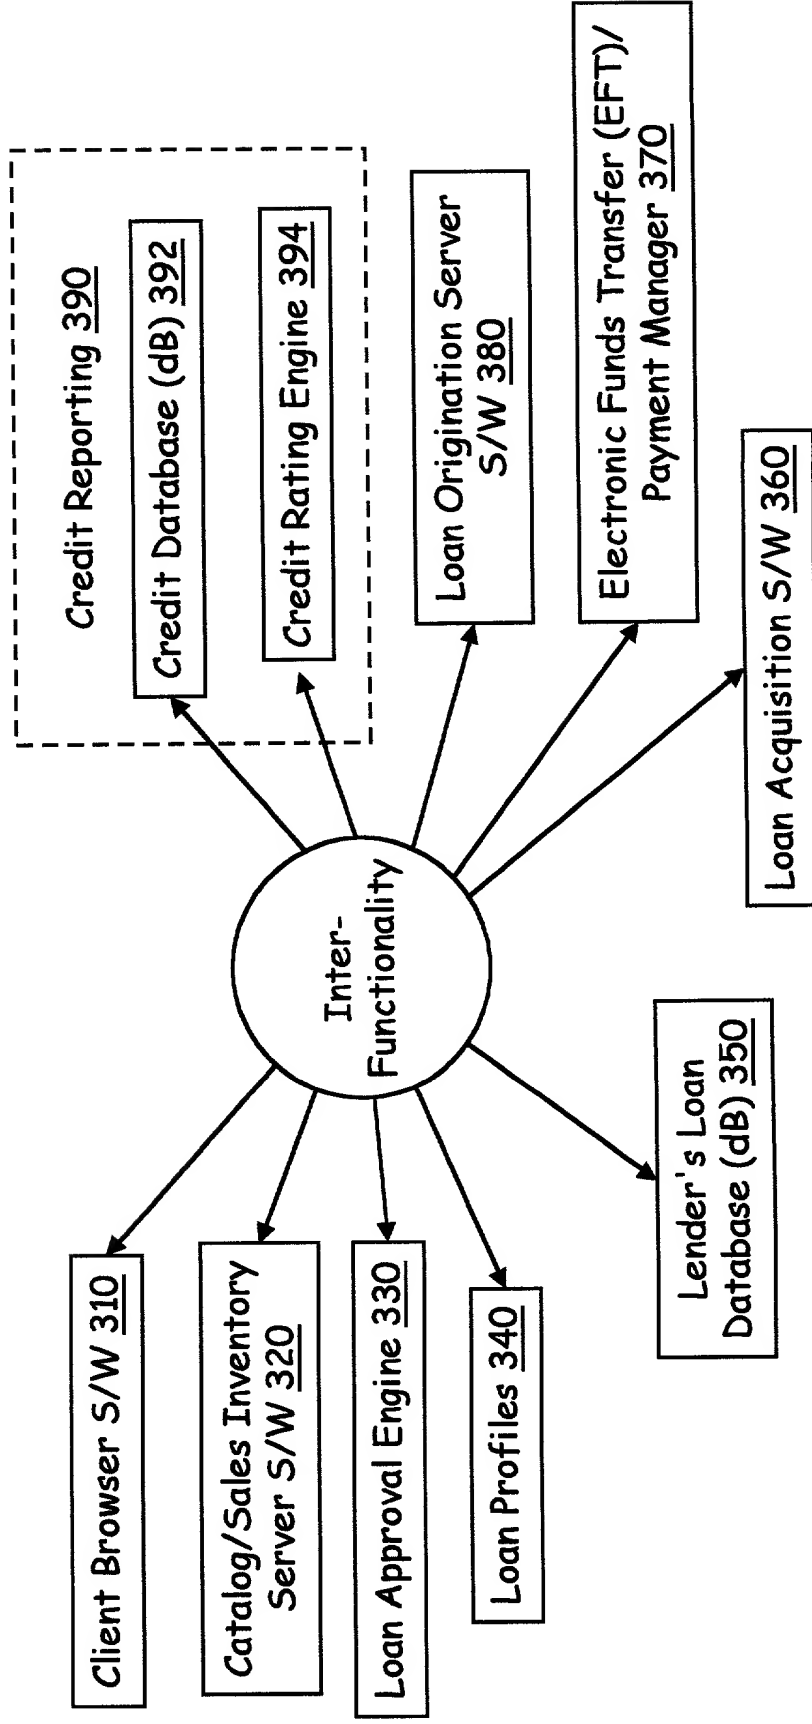 Client Browser S/W 310
Catalog/Sales Inventory
Server S/W 320
Loan Approval Engine 330
Loan Profiles 340
Lender's Loan
Database (dB) 350
Inter-
Functionality
Credit Reporting 390
Credit Database (dB) 392
Credit Rating Engine 394
Loan Origination Server
S/W 380
Electronic Funds Transfer (EFT)/
Payment Manager 370
Loan Acquisition S/W 360